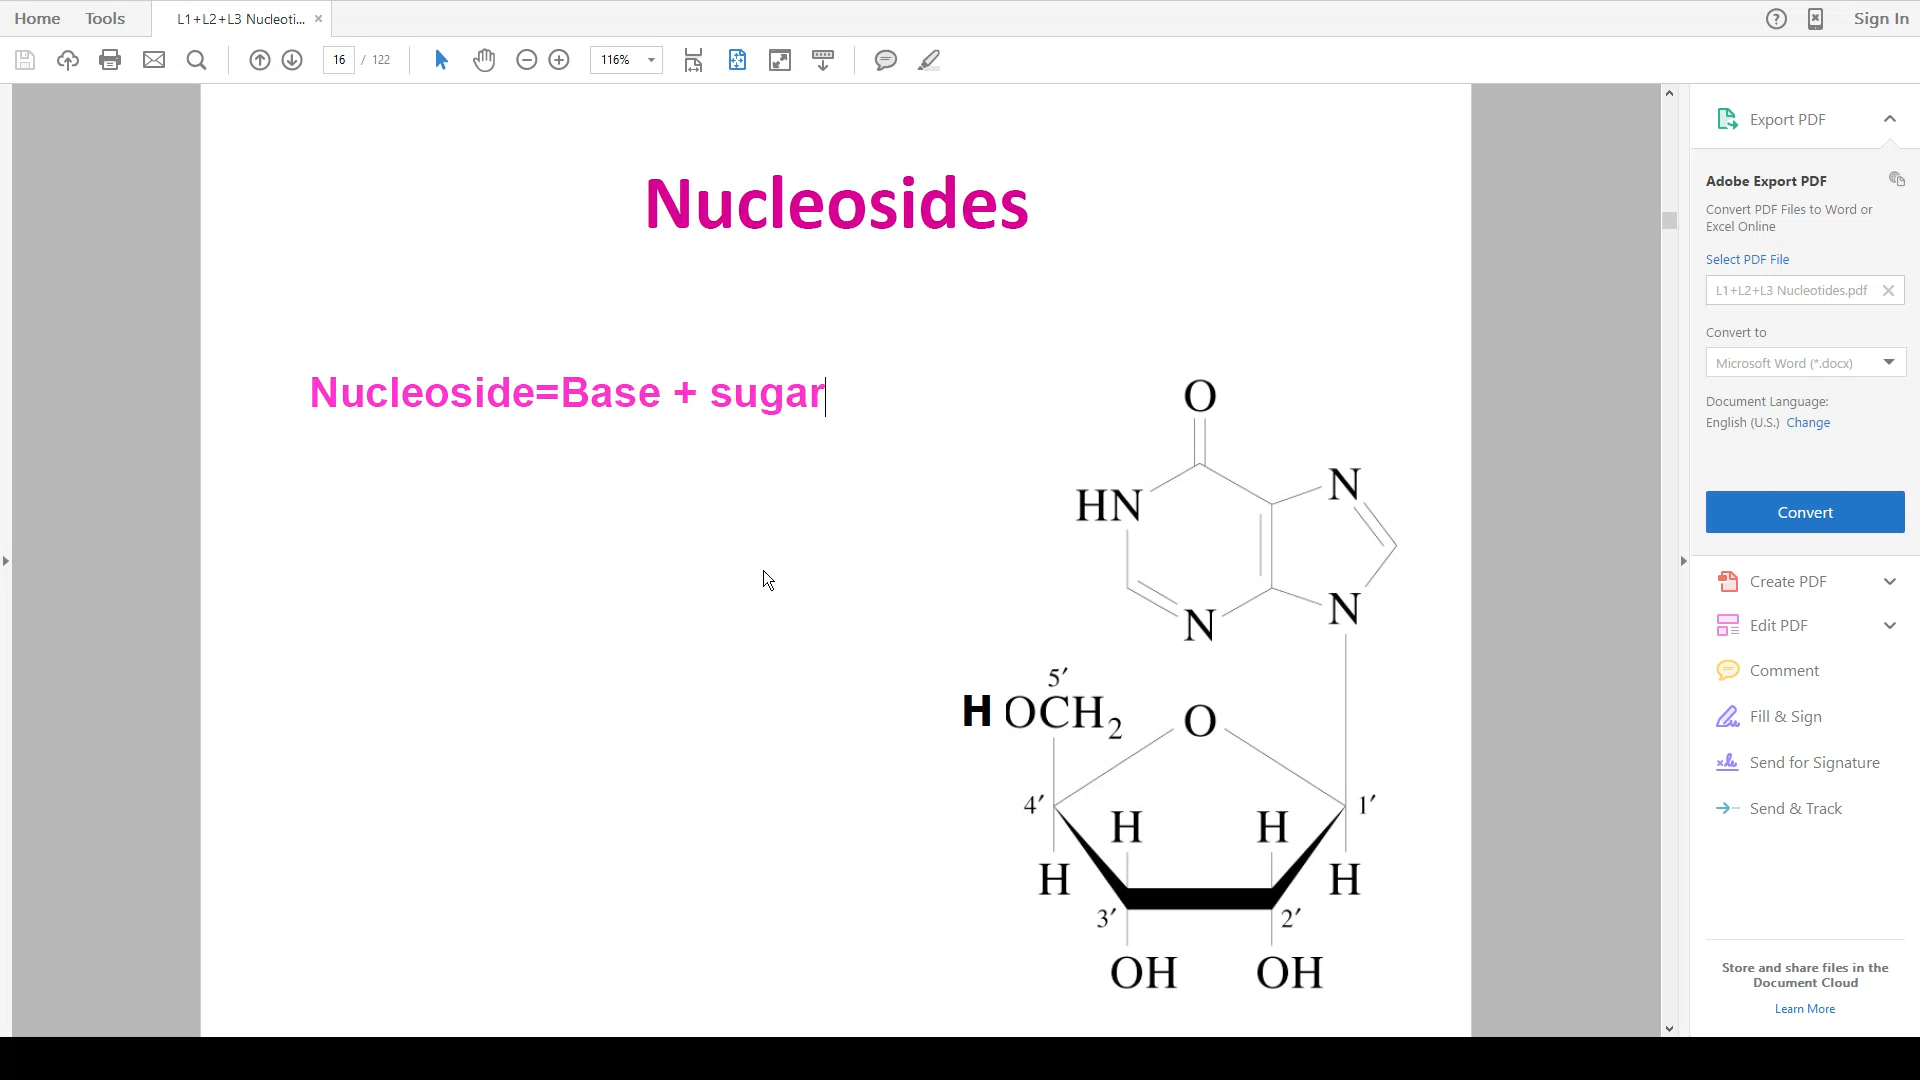 Home Tools L1+L2+L3 Nucleoti... × Sign In
16 / 122 116%
Nucleosides
Nucleoside=Base + sugar
O
HN N
N N
5′
H OCH2 O
4′ 1′
H H
H H
3′ 2′
OH OH
Export PDF
Adobe Export PDF
Convert PDF Files to Word or
Excel Online
Select PDF File
L1+L2+L3 Nucleotides.pdf
Convert to
Microsoft Word (*.docx)
Document Language:
English (U.S.) Change
Convert
Create PDF
Edit PDF
Comment
Fill & Sign
Send for Signature
Send & Track
Store and share files in the
Document Cloud
Learn More